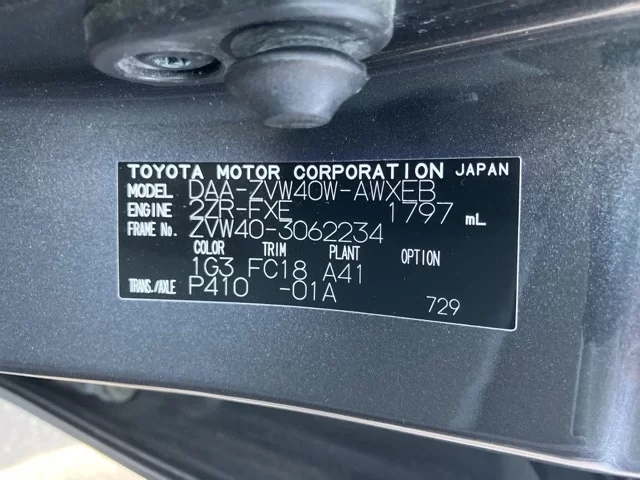 TOYOTA MOTOR CORPORATION JAPAN
MODEL DAA-ZVW40W-AWXEB
ENGINE 2ZR-FXE 1797 mL
FRAME No. ZVW40-3062234
COLOR TRIM PLANT OPTION
1G3 FC18 A41
TRANS./AXLE P410 -01A
729